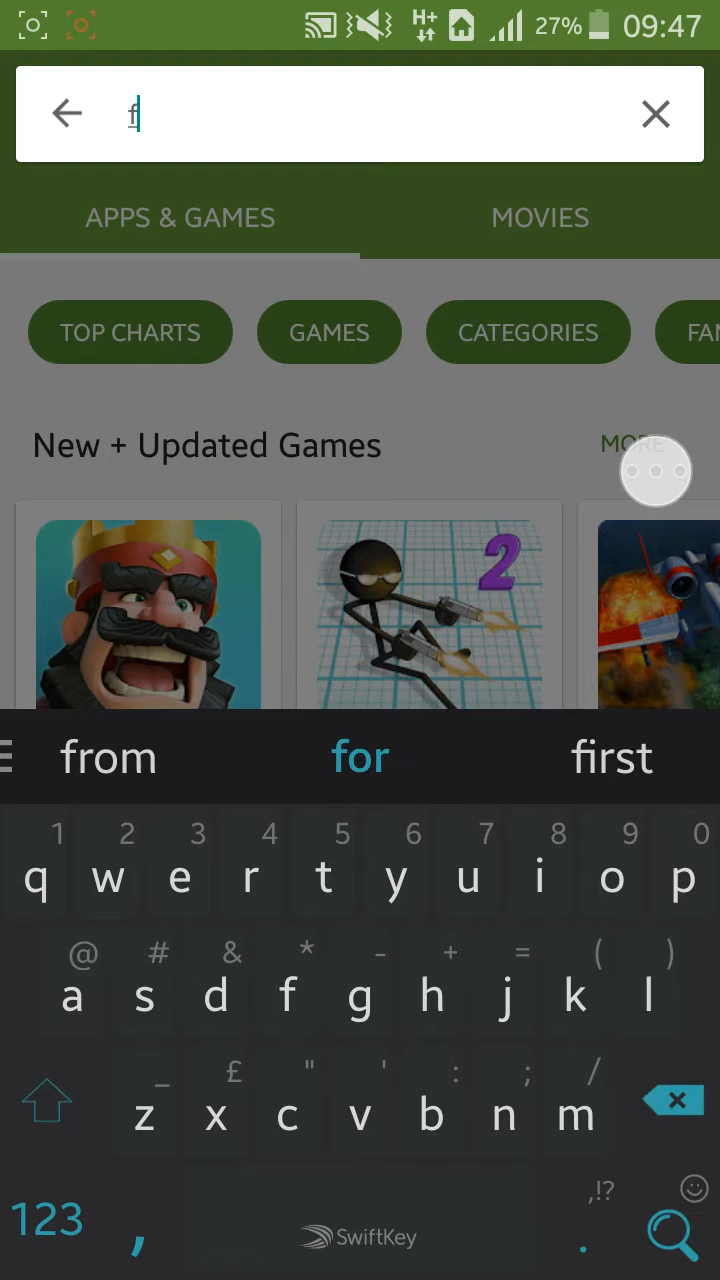 H+ 27% 09:47
f
APPS & GAMES MOVIES
TOP CHARTS GAMES CATEGORIES FAM
New + Updated Games MORE
2
from for first
1 2 3 4 5 6 7 8 9 0
q w e r t y u i o p
@ # & * - + = ( )
a s d f g h j k l
_ £ " ' : ; /
z x c v b n m
123 , SwiftKey ,!? .